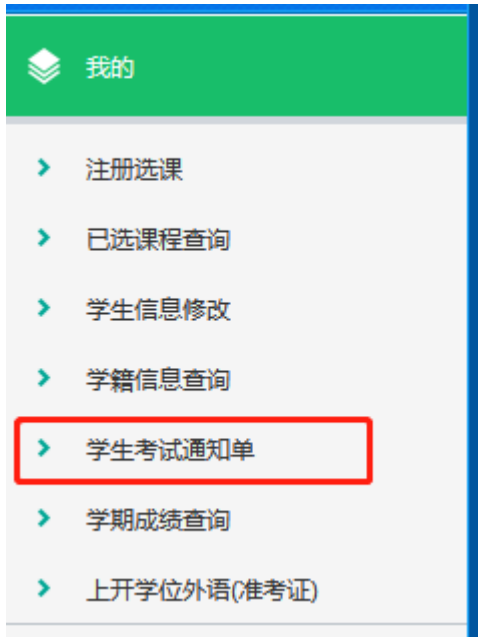 我的
注册选课
已选课程查询
学生信息修改
学籍信息查询
学生考试通知单
学期成绩查询
上开学位外语(准考证)